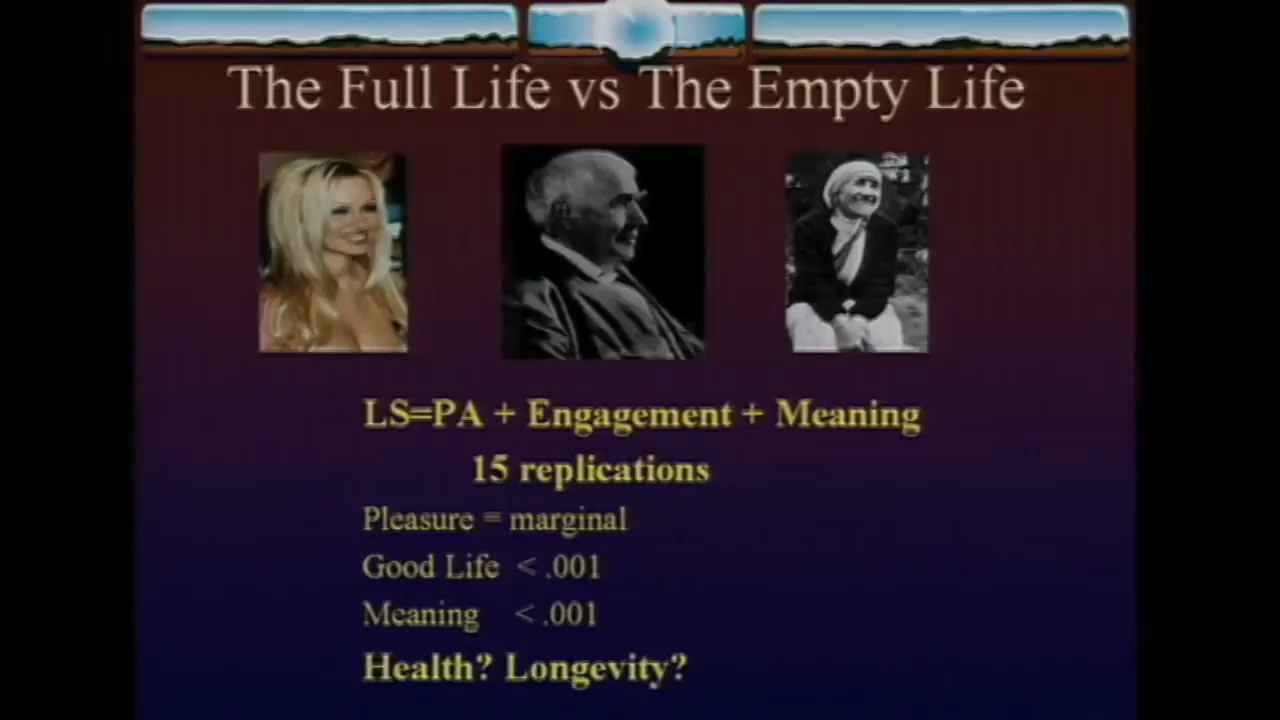 The Full Life vs The Empty Life
LS=PA + Engagement + Meaning
15 replications
Pleasure = marginal
Good Life < .001
Meaning < .001
Health? Longevity?